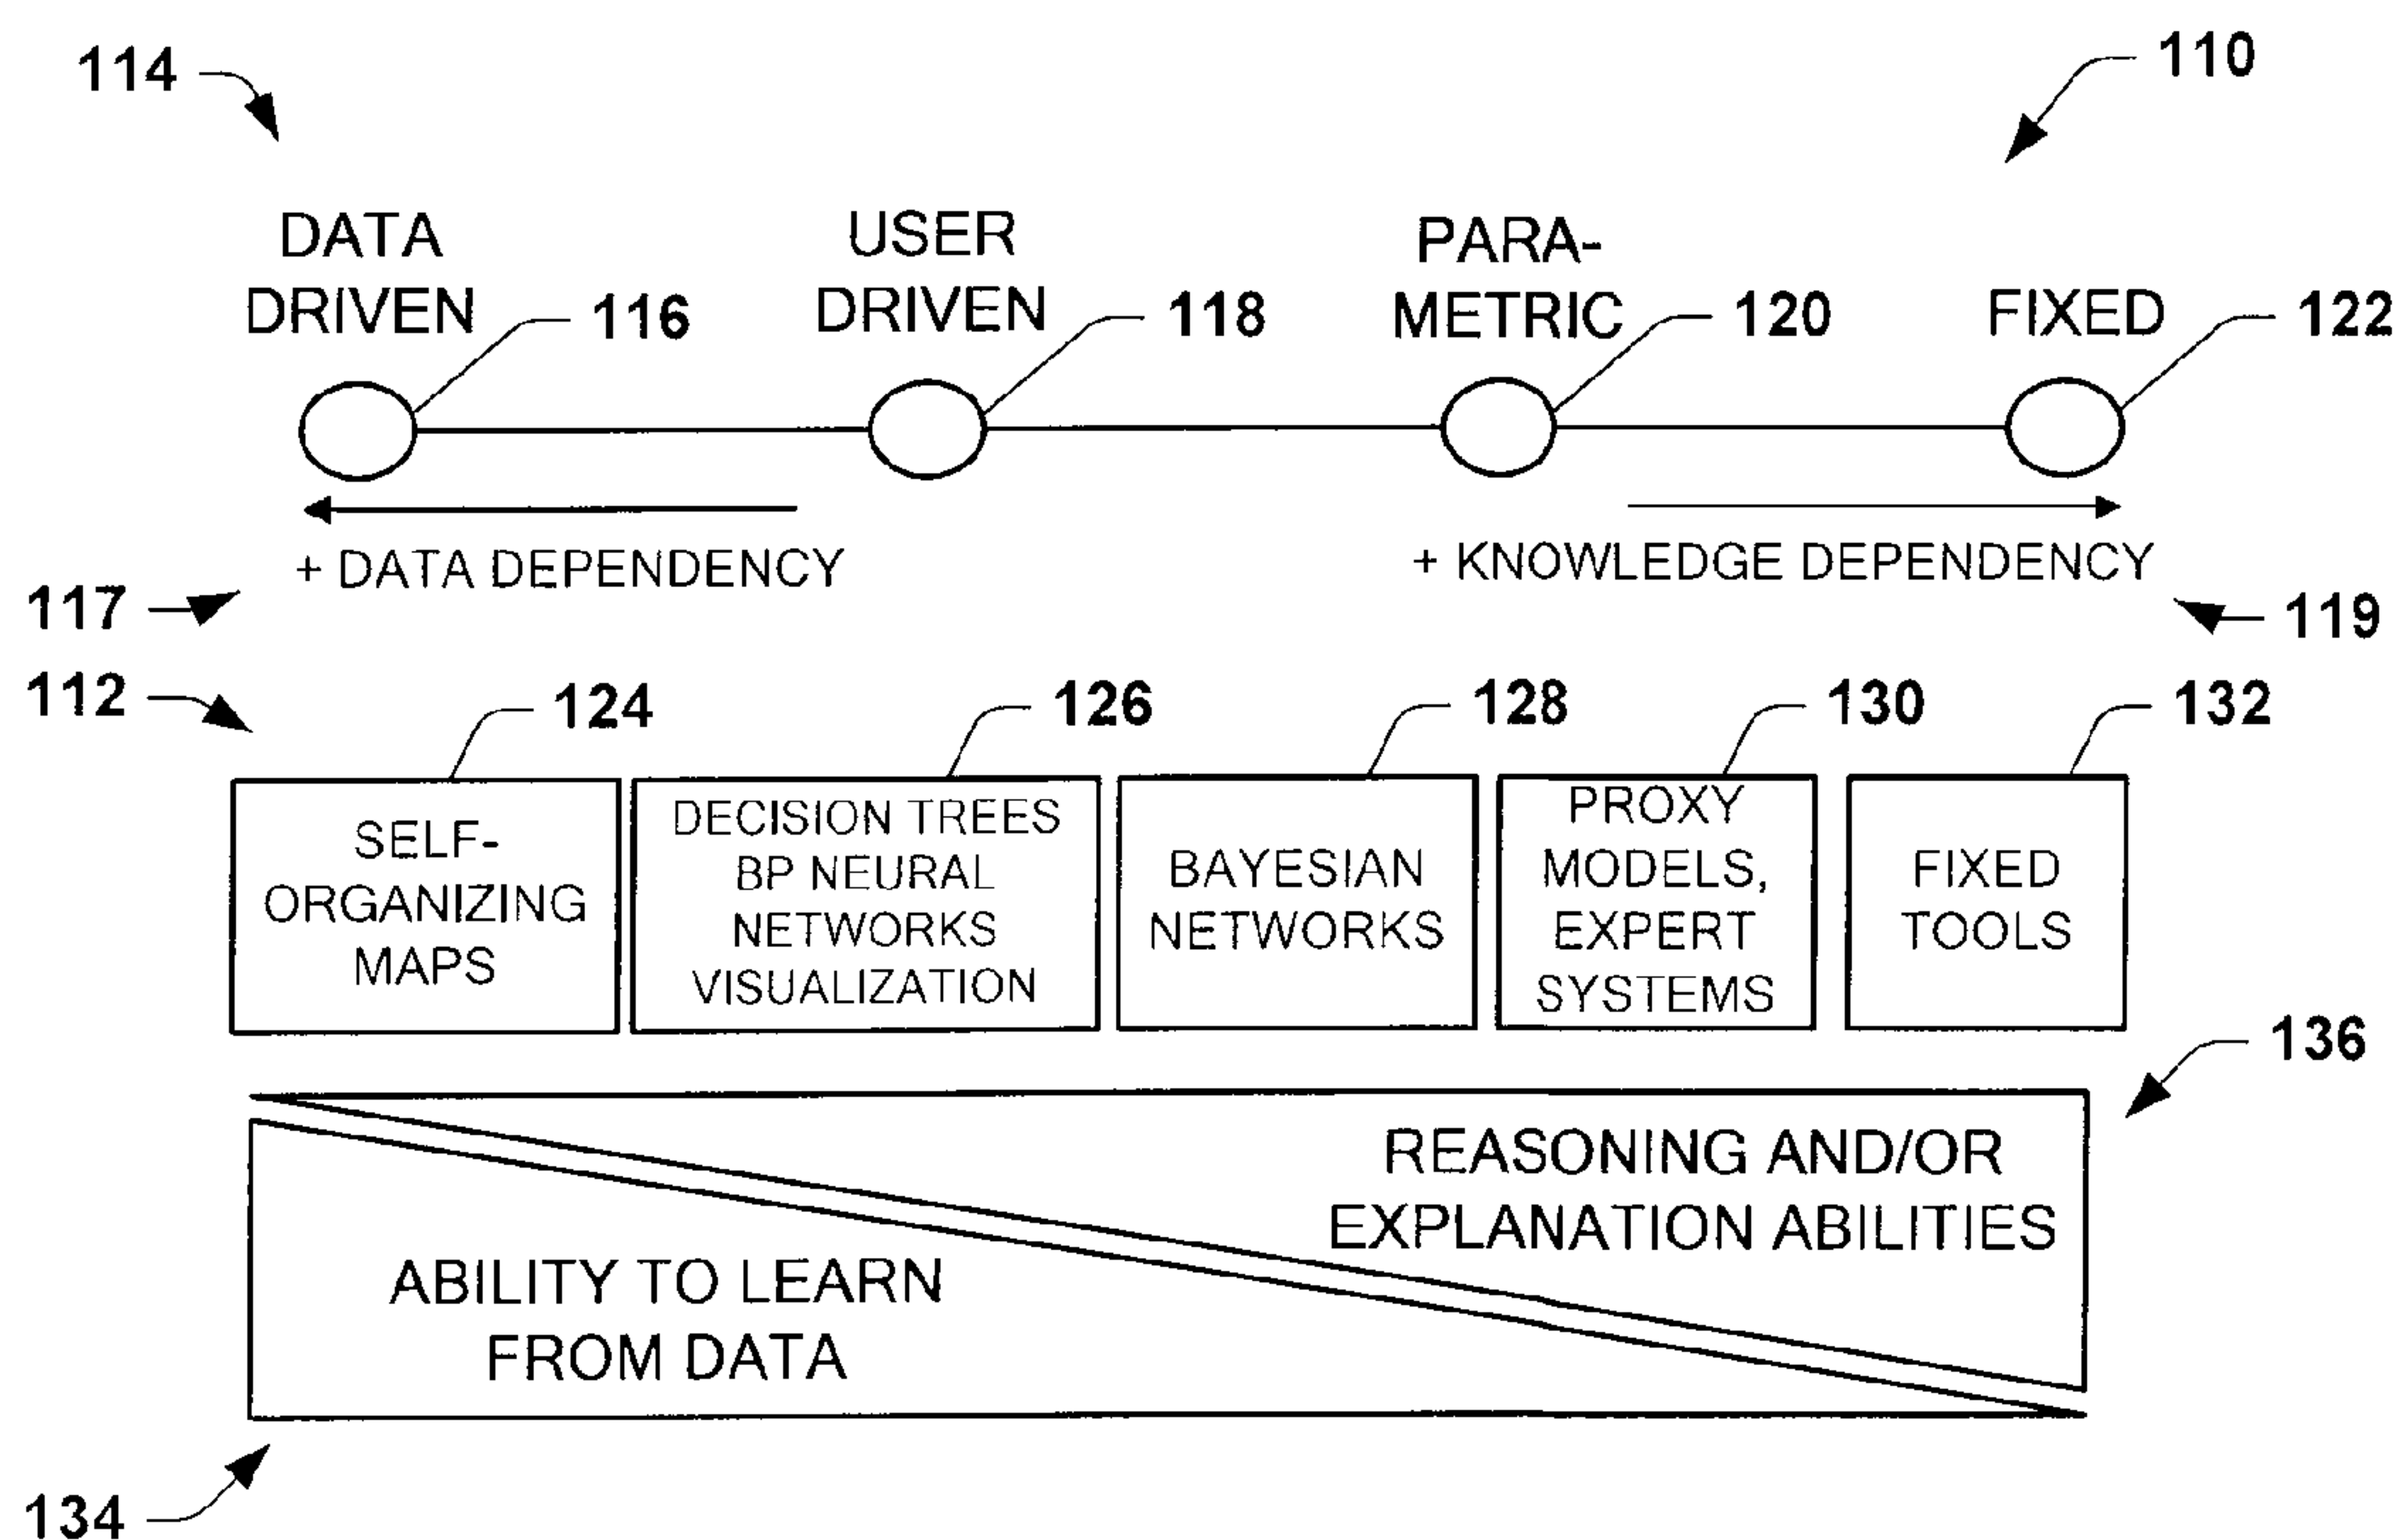 114
110
DATA
DRIVEN
116
USER
DRIVEN
118
PARA-
METRIC
120
FIXED
122
+ DATA DEPENDENCY
+ KNOWLEDGE DEPENDENCY
117
119
112
124
126
128
130
132
SELF-
ORGANIZING
MAPS
DECISION TREES
BP NEURAL
NETWORKS
VISUALIZATION
BAYESIAN
NETWORKS
PROXY
MODELS,
EXPERT
SYSTEMS
FIXED
TOOLS
136
REASONING AND/OR
EXPLANATION ABILITIES
ABILITY TO LEARN
FROM DATA
134